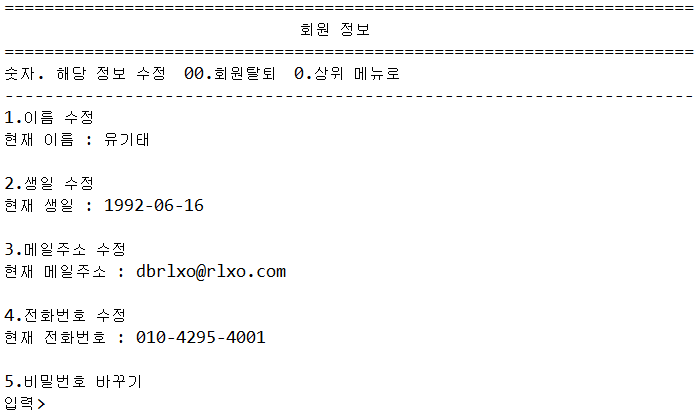 =====================================================================
회원 정보
=====================================================================
숫자. 해당 정보 수정  00.회원탈퇴  0.상위 메뉴로
---------------------------------------------------------------------
1.이름 수정
현재 이름 : 유기태
2.생일 수정
현재 생일 : 1992-06-16
3.메일주소 수정
현재 메일주소 : dbrlxo@rlxo.com
4.전화번호 수정
현재 전화번호 : 010-4295-4001
5.비밀번호 바꾸기
입력>